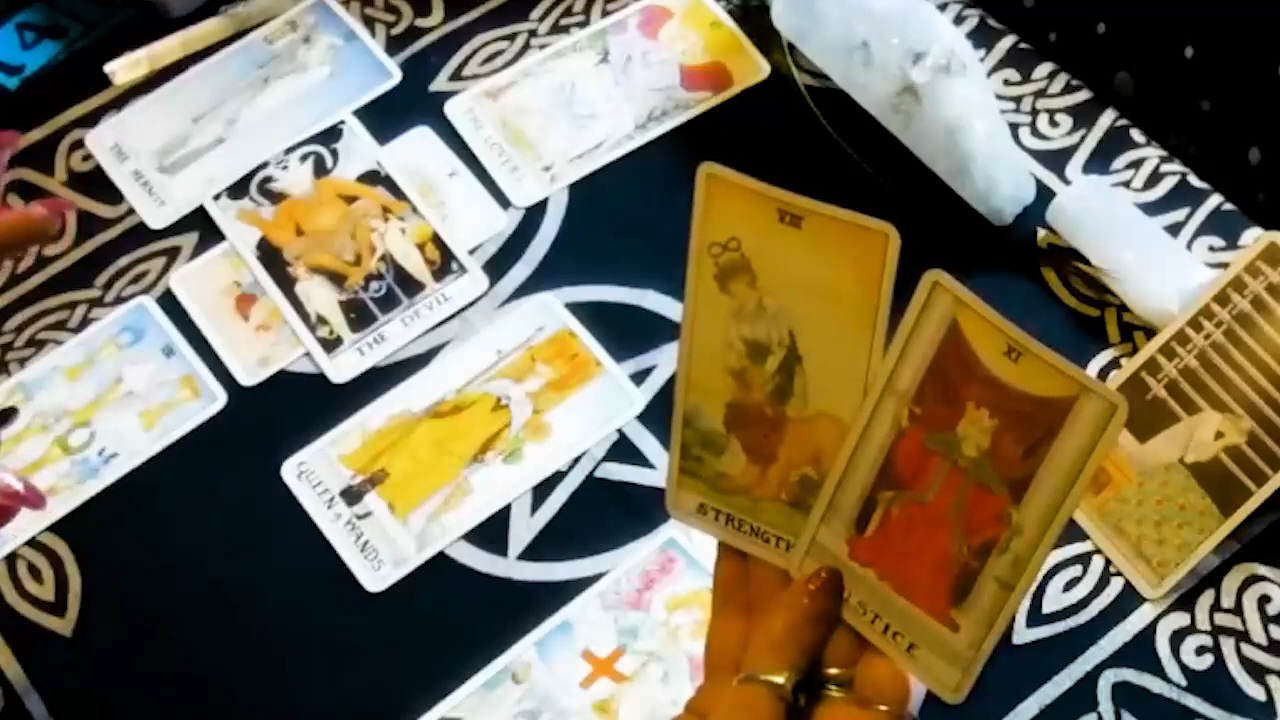 THE HERMIT
THE LOVERS
X
THE DEVIL
QUEEN of WANDS
VIII
STRENGTH
XI
JUSTICE